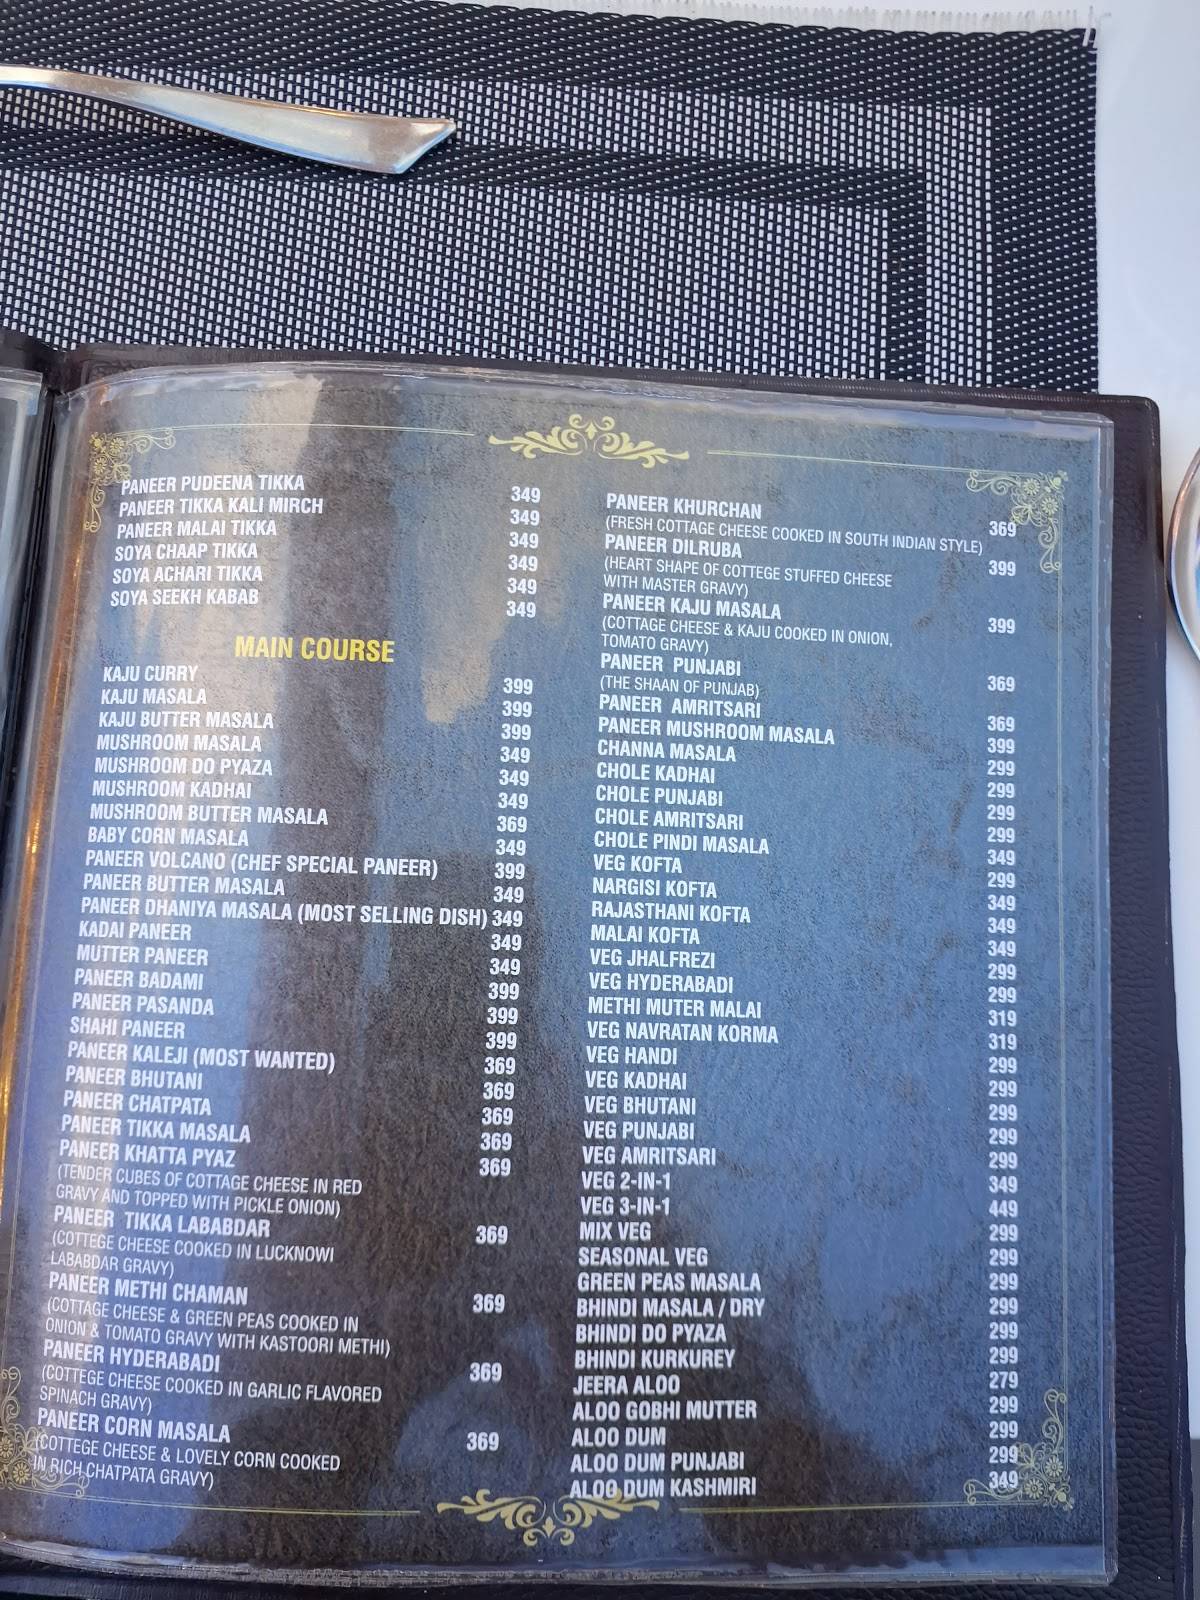 PANEER PUDEENA TIKKA 349
PANEER TIKKA KALI MIRCH 349
PANEER MALAI TIKKA 349
SOYA CHAAP TIKKA 349
SOYA ACHARI TIKKA 349
SOYA SEEKH KABAB 349
MAIN COURSE
KAJU CURRY 399
KAJU MASALA 399
KAJU BUTTER MASALA 399
MUSHROOM MASALA 349
MUSHROOM DO PYAZA 349
MUSHROOM KADHAI 349
MUSHROOM BUTTER MASALA 369
BABY CORN MASALA 349
PANEER VOLCANO (CHEF SPECIAL PANEER) 399
PANEER BUTTER MASALA 349
PANEER DHANIYA MASALA (MOST SELLING DISH) 349
KADAI PANEER 349
MUTTER PANEER 349
PANEER BADAMI 399
PANEER PASANDA 399
SHAHI PANEER 399
PANEER KALEJI (MOST WANTED) 369
PANEER BHUTANI 369
PANEER CHATPATA 369
PANEER TIKKA MASALA 369
PANEER KHATTA PYAZ 369
(TENDER CUBES OF COTTAGE CHEESE IN RED
GRAVY AND TOPPED WITH PICKLE ONION)
PANEER TIKKA LABABDAR 369
(COTTEGE CHEESE COOKED IN LUCKNOWI
LABABDAR GRAVY)
PANEER METHI CHAMAN 369
(COTTAGE CHEESE & GREEN PEAS COOKED IN
ONION & TOMATO GRAVY WITH KASTOORI METHI)
PANEER HYDERABADI 369
(COTTEGE CHEESE COOKED IN GARLIC FLAVORED
SPINACH GRAVY)
PANEER CORN MASALA 369
(COTTEGE CHEESE & LOVELY CORN COOKED
IN RICH CHATPATA GRAVY)
PANEER KHURCHAN 369
(FRESH COTTAGE CHEESE COOKED IN SOUTH INDIAN STYLE)
PANEER DILRUBA 399
(HEART SHAPE OF COTTEGE STUFFED CHEESE
WITH MASTER GRAVY)
PANEER KAJU MASALA 399
(COTTAGE CHEESE & KAJU COOKED IN ONION,
TOMATO GRAVY)
PANEER PUNJABI 369
(THE SHAAN OF PUNJAB)
PANEER AMRITSARI 369
PANEER MUSHROOM MASALA 399
CHANNA MASALA 299
CHOLE KADHAI 299
CHOLE PUNJABI 299
CHOLE AMRITSARI 299
CHOLE PINDI MASALA 349
VEG KOFTA 299
NARGISI KOFTA 349
RAJASTHANI KOFTA 349
MALAI KOFTA 349
VEG JHALFREZI 299
VEG HYDERABADI 299
METHI MUTER MALAI 319
VEG NAVRATAN KORMA 319
VEG HANDI 299
VEG KADHAI 299
VEG BHUTANI 299
VEG PUNJABI 299
VEG AMRITSARI 299
VEG 2-IN-1 349
VEG 3-IN-1 449
MIX VEG 299
SEASONAL VEG 299
GREEN PEAS MASALA 299
BHINDI MASALA / DRY 299
BHINDI DO PYAZA 299
BHINDI KURKUREY 299
JEERA ALOO 279
ALOO GOBHI MUTTER 299
ALOO DUM 299
ALOO DUM PUNJABI 299
ALOO DUM KASHMIRI 349